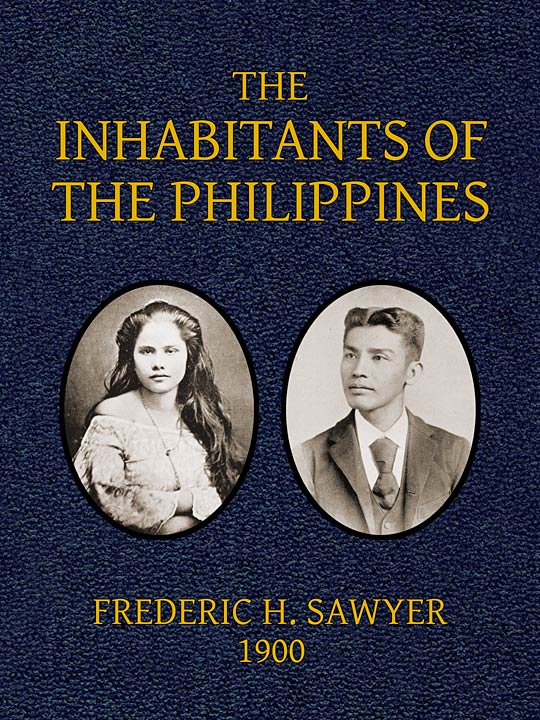 THE
INHABITANTS OF
THE PHILIPPINES
FREDERIC H. SAWYER
1900